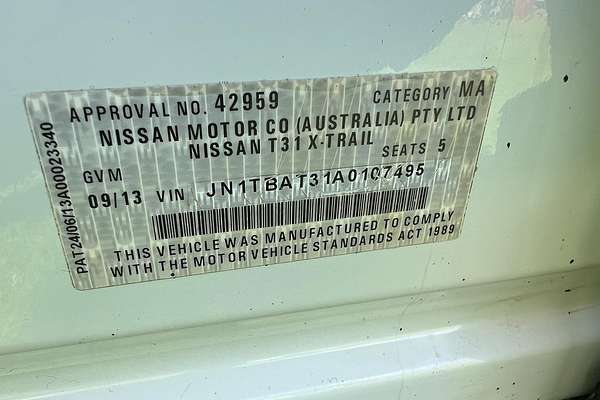 APPROVAL NO. 42959 CATEGORY MA
NISSAN MOTOR CO (AUSTRALIA) PTY LTD
NISSAN T31 X-TRAIL
GVM SEATS 5
09/13 VIN JN1TBAT31A0107495
THIS VEHICLE WAS MANUFACTURED TO COMPLY
WITH THE MOTOR VEHICLE STANDARDS ACT 1989
PAT24/06/13A00023340